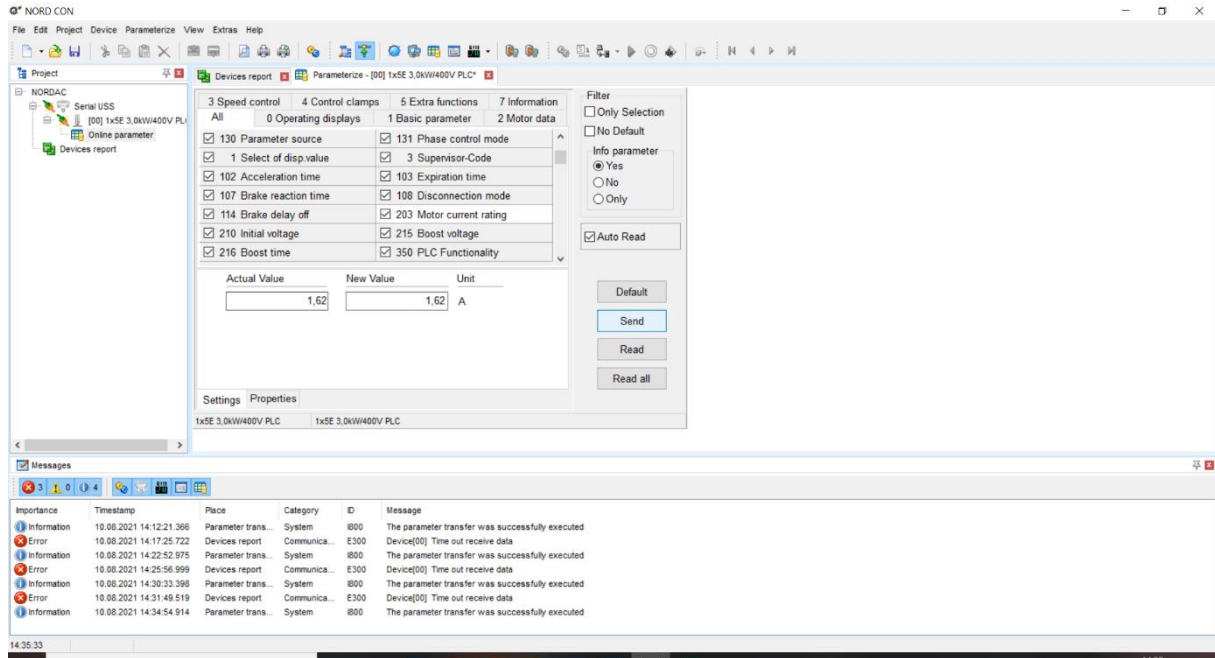 NORD CON
File Edit Project Device Parameterize View Extras Help
Project
NORDAC
Serial USS
[00] 1x5E 3,0kW/400V PL
Online parameter
Devices report
Devices report
Parameterize - [00] 1x5E 3,0kW/400V PLC*
3 Speed control 4 Control clamps 5 Extra functions 7 Information
All 0 Operating displays 1 Basic parameter 2 Motor data
130 Parameter source 131 Phase control mode
1 Select of disp.value 3 Supervisor-Code
102 Acceleration time 103 Expiration time
107 Brake reaction time 108 Disconnection mode
114 Brake delay off 203 Motor current rating
210 Initial voltage 215 Boost voltage
216 Boost time 350 PLC Functionality
Actual Value New Value Unit
1,62 1,62 A
Settings Properties
1x5E 3,0kW/400V PLC 1x5E 3,0kW/400V PLC
Filter
Only Selection
No Default
Info parameter
Yes
No
Only
Auto Read
Default
Send
Read
Read all
Messages
3 0 4
Importance Timestamp Place Category ID Message
Information 10.08.2021 14:12:21.366 Parameter trans... System I800 The parameter transfer was successfully executed
Error 10.08.2021 14:17:25.722 Devices report Communica... E300 Device[00] Time out receive data
Information 10.08.2021 14:22:52.975 Parameter trans... System I800 The parameter transfer was successfully executed
Error 10.08.2021 14:25:56.999 Devices report Communica... E300 Device[00] Time out receive data
Information 10.08.2021 14:30:33.398 Parameter trans... System I800 The parameter transfer was successfully executed
Error 10.08.2021 14:31:49.519 Devices report Communica... E300 Device[00] Time out receive data
Information 10.08.2021 14:34:54.914 Parameter trans... System I800 The parameter transfer was successfully executed
14:35:33